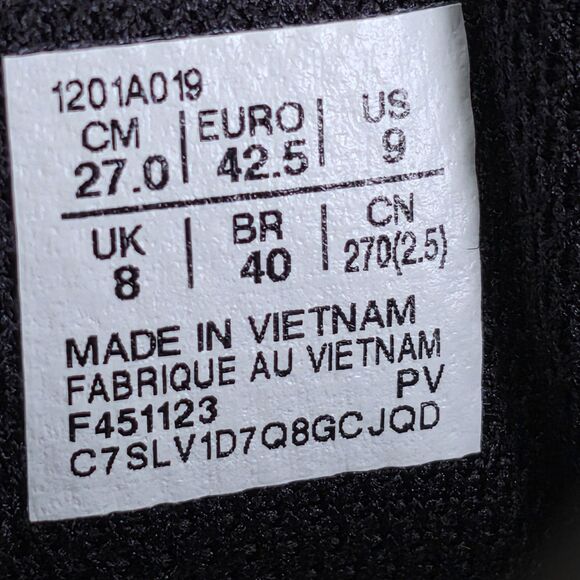 1201A019
CM | EURO | US
27.0 | 42.5 | 9
UK | BR | CN
8 | 40 | 270(2.5)
MADE IN VIETNAM
FABRIQUE AU VIETNAM
F451123 PV
C7SLV1D7Q8GCJQD